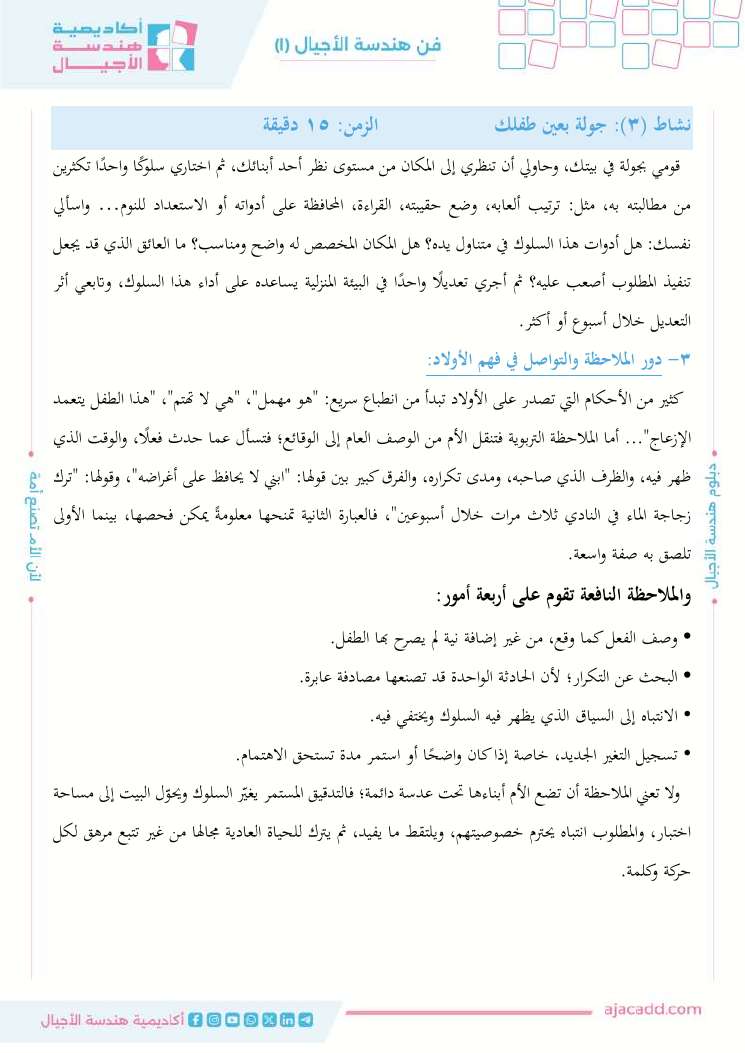 أكاديمية
هندسة
الأجيال
فن هندسة الأجيال (١)
نشاط (٣): جولة بعين طفلك الزمن: ١٥ دقيقة
قومي بجولة في بيتك، وحاولي أن تنظري إلى المكان من مستوى نظر أحد أبنائك، ثم اختاري سلوكًا واحدًا تكثرين
من مطالبته به، مثل: ترتيب ألعابه، وضع حقيبته، القراءة، المحافظة على أدواته أو الاستعداد للنوم... واسألي
نفسك: هل أدوات هذا السلوك في متناول يده؟ هل المكان المخصص له واضح ومناسب؟ ما العائق الذي قد يجعل
تنفيذ المطلوب أصعب عليه؟ ثم أجري تعديلًا واحدًا في البيئة المنزلية يساعده على أداء هذا السلوك، وتابعي أثر
التعديل خلال أسبوع أو أكثر.
٣- دور الملاحظة والتواصل في فهم الأولاد:
كثير من الأحكام التي تصدر على الأولاد تبدأ من انطباع سريع: "هو مهمل"، "هي لا تهتم"، "هذا الطفل يتعمد
الإزعاج"... أما الملاحظة التربوية فتنقل الأم من الوصف العام إلى الوقائع؛ فتسأل عما حدث فعلًا، والوقت الذي
ظهر فيه، والظرف الذي صاحبه، ومدى تكراره، والفرق كبير بين قولها: "ابني لا يحافظ على أغراضه"، وقولها: "ترك
زجاجة الماء في النادي ثلاث مرات خلال أسبوعين"، فالعبارة الثانية تمنحها معلومةً يمكن فحصها، بينما الأولى
تلصق به صفة واسعة.
والملاحظة النافعة تقوم على أربعة أمور:
• وصف الفعل كما وقع، من غير إضافة نية لم يصرح بها الطفل.
• البحث عن التكرار؛ لأن الحادثة الواحدة قد تصنعها مصادفة عابرة.
• الانتباه إلى السياق الذي يظهر فيه السلوك ويختفي فيه.
• تسجيل التغير الجديد، خاصة إذا كان واضحًا أو استمر مدة تستحق الاهتمام.
ولا تعني الملاحظة أن تضع الأم أبناءها تحت عدسة دائمة؛ فالتدقيق المستمر يغيّر السلوك ويحوّل البيت إلى مساحة
اختبار، والمطلوب انتباه يحترم خصوصيتهم، ويلتقط ما يفيد، ثم يترك للحياة العادية مجالها من غير تتبع مرهق لكل
حركة وكلمة.
دبلوم هندسة الأجيال
لأن الأم تصنع أمة
ajacadd.com
أكاديمية هندسة الأجيال